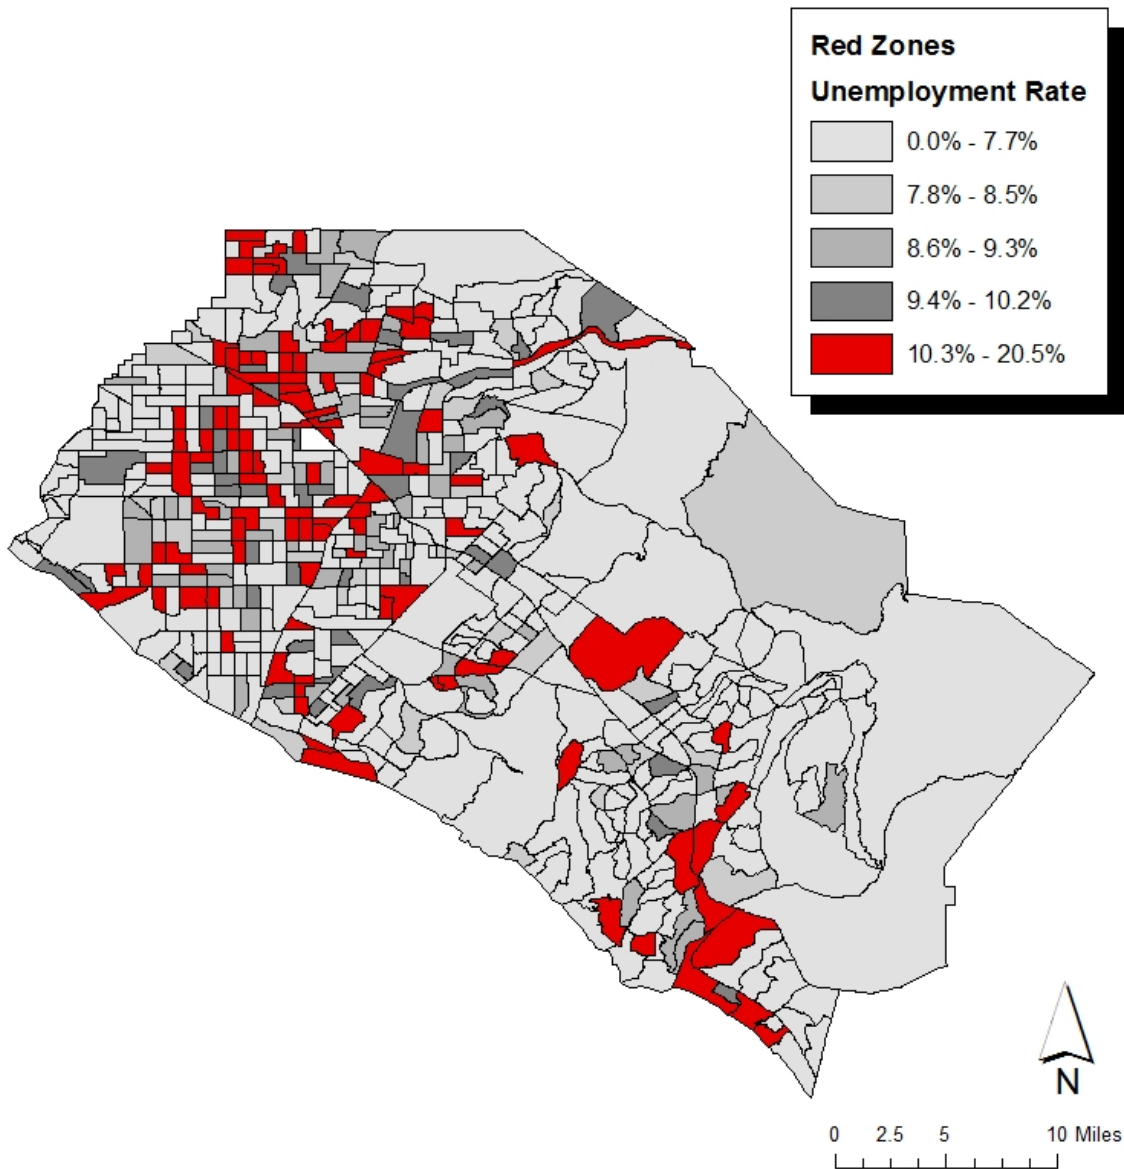 Red Zones
Unemployment Rate
0.0% - 7.7%
7.8% - 8.5%
8.6% - 9.3%
9.4% - 10.2%
10.3% - 20.5%
N
0 2.5 5 10 Miles